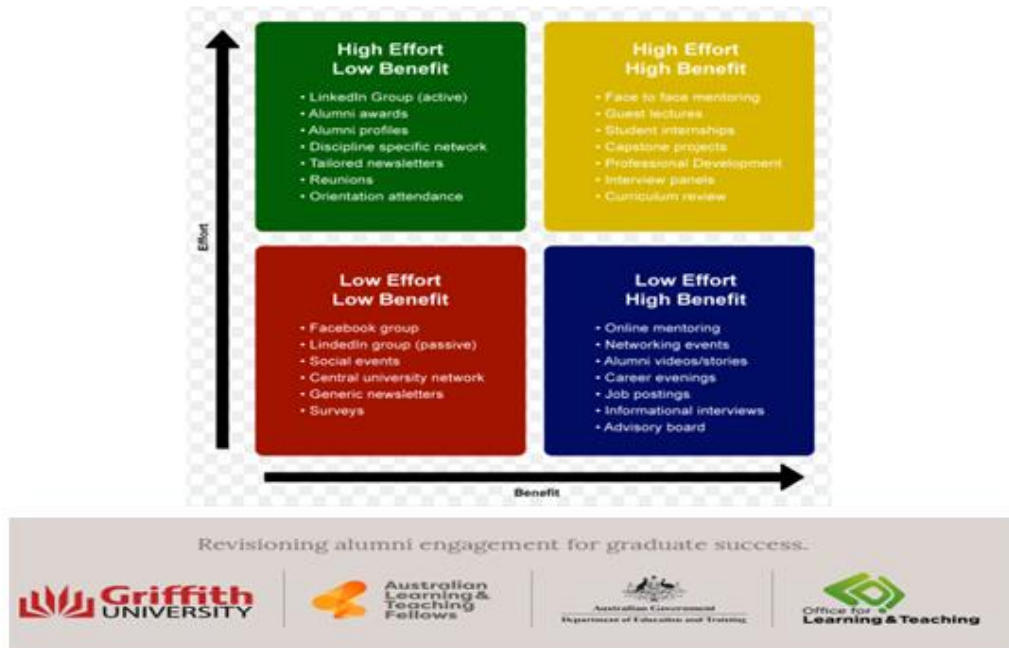 High Effort
Low Benefit
• LinkedIn Group (active)
• Alumni awards
• Alumni profiles
• Discipline specific network
• Tailored newsletters
• Reunions
• Orientation attendance
High Effort
High Benefit
• Face to face mentoring
• Guest lectures
• Student internships
• Capstone projects
• Professional Development
• Interview panels
• Curriculum review
Effort
Low Effort
Low Benefit
• Facebook group
• LindedIn group (passive)
• Social events
• Central university network
• Generic newsletters
• Surveys
Low Effort
High Benefit
• Online mentoring
• Networking events
• Alumni videos/stories
• Career evenings
• Job postings
• Informational interviews
• Advisory board
Benefit
Revisioning alumni engagement for graduate success.
Griffith
UNIVERSITY
Australian
Learning &
Teaching
Fellows
Australian Government
Department of Education and Training
Office for
Learning & Teaching